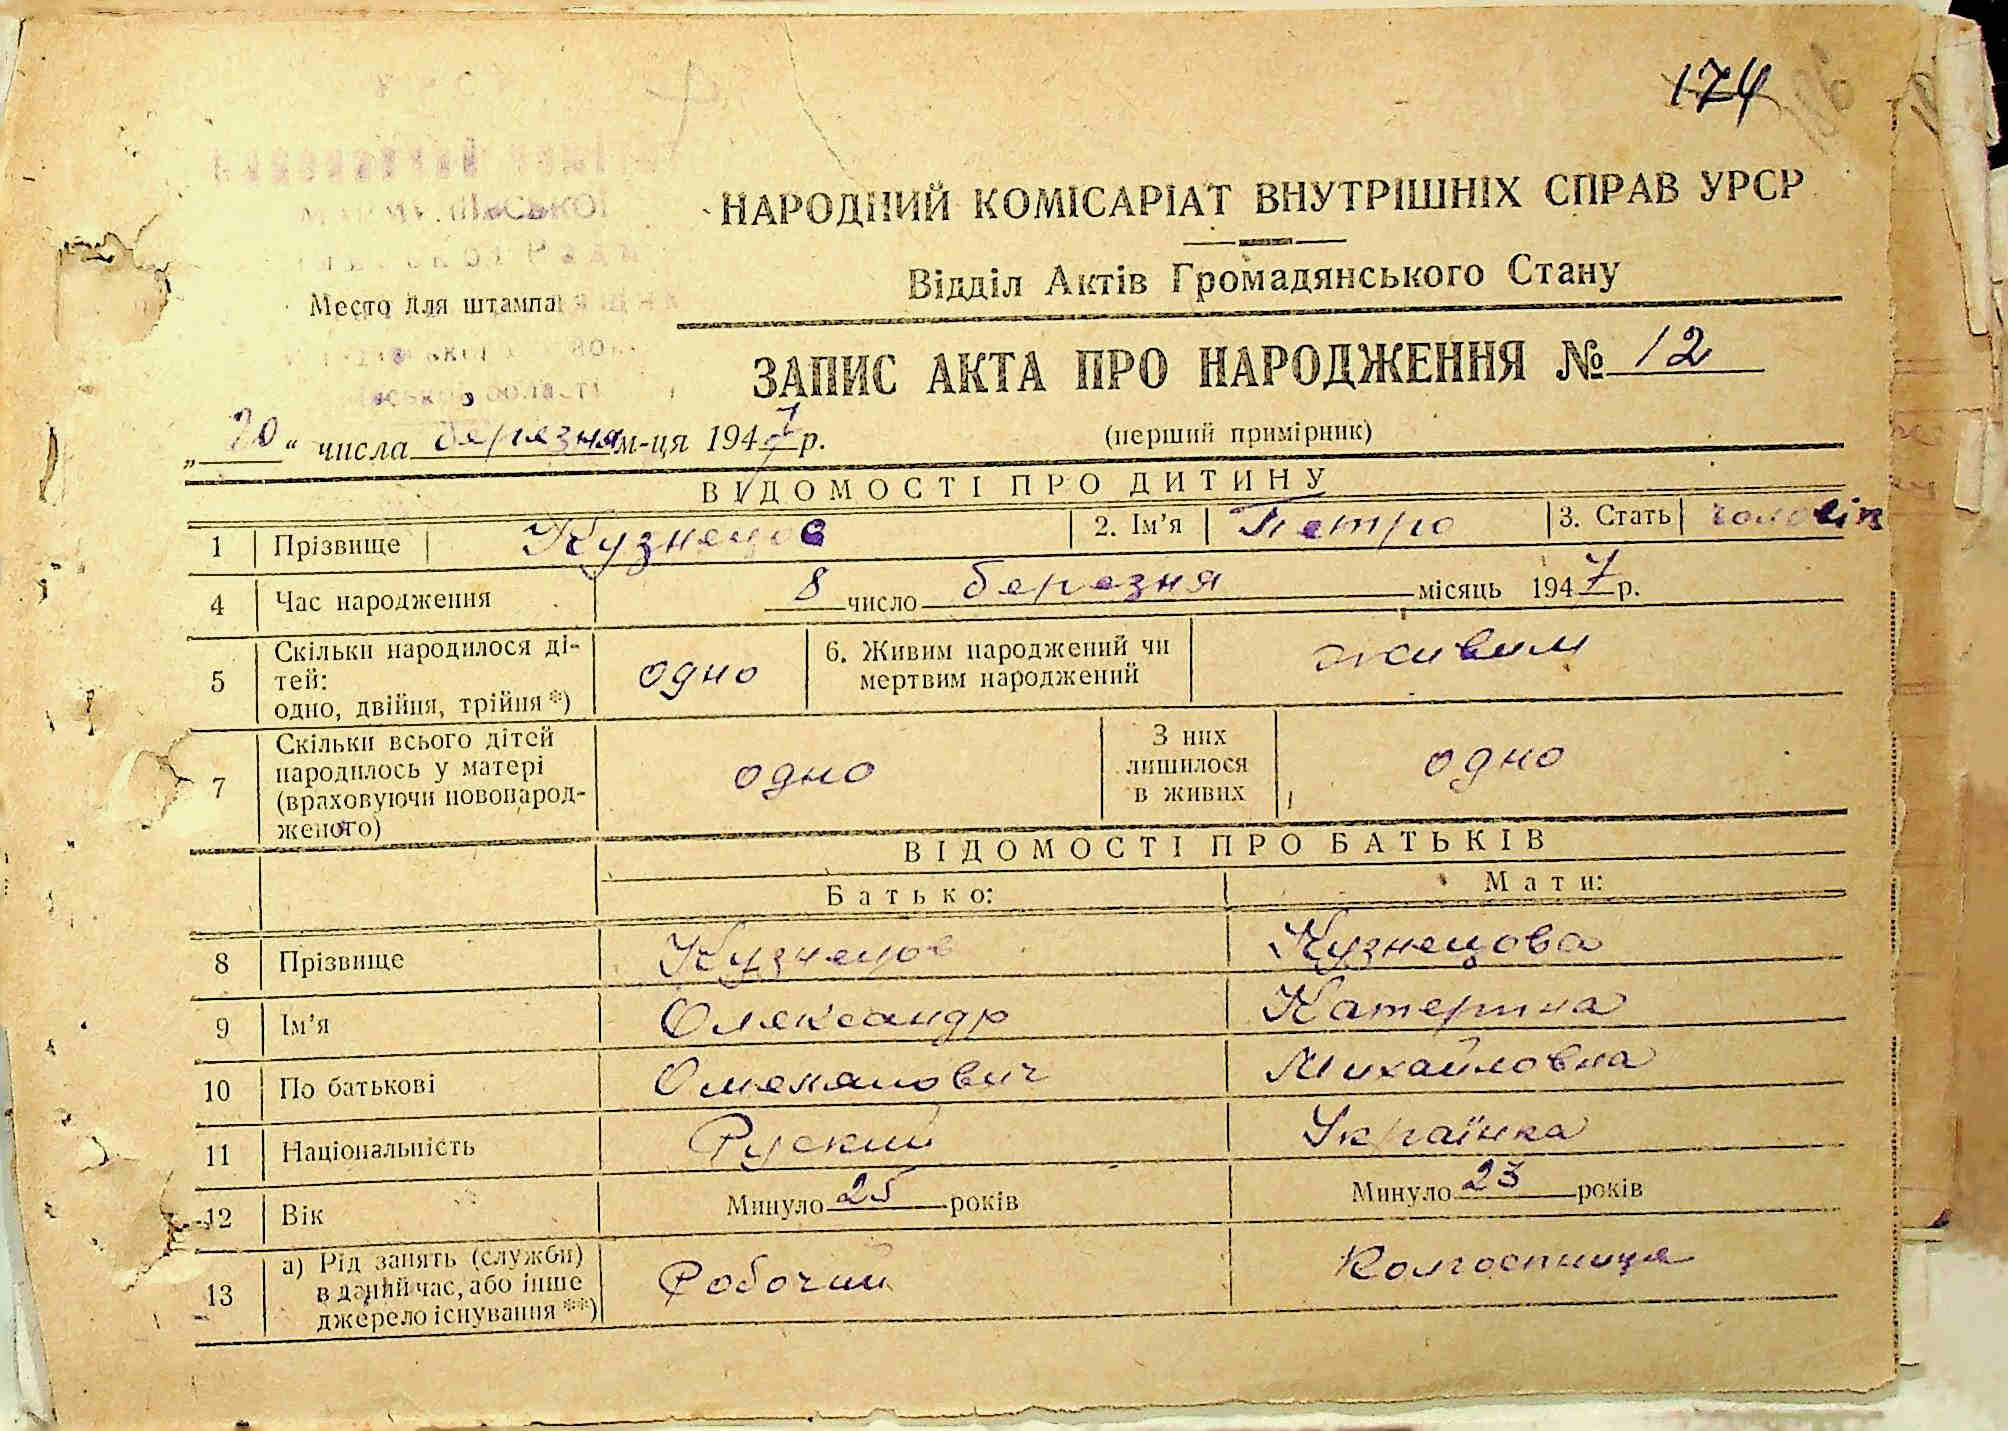 174
НАРОДНИЙ КОМІСАРІАТ ВНУТРІШНІХ СПРАВ УРСР
Відділ Актів Громадянського Стану
Место для штампа
ЗАПИС АКТА ПРО НАРОДЖЕННЯ № 12
„20“ числа березня м-ця 1947 р. (перший примірник)
ВІДОМОСТІ ПРО ДИТИНУ
1 Прізвище Кузнецов 2. Ім’я Петро 3. Стать
4 Час народження 8 число березня місяць 1947 р.
5 Скільки народилося ді-
тей:
одно, двійня, трійня *) одно 6. Живим народжений чи
мертвим народжений живим
7 Скільки всього дітей
народилось у матері
(враховуючи новонарод-
женого) одно З них
лишилося
в живих одно
ВІДОМОСТІ ПРО БАТЬКІВ
Батько: Мати:
8 Прізвище Кузнецов Кузнецова
9 Ім’я Олександр Катерина
10 По батькові Михайловна
11 Національність Руский Українка
12 Вік Минуло 25 років Минуло 23 років
13 а) Рід занять (служби)
в даний час, або інше
джерело існування **) Робочий Колгоспниця